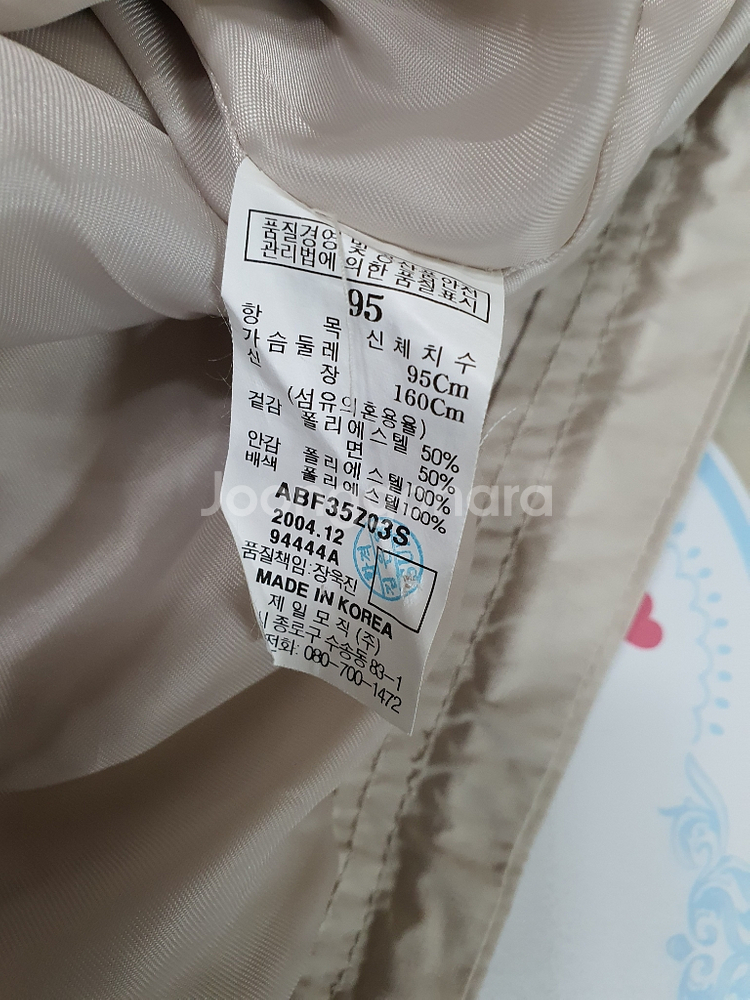 품질경영 및 공산품안전
관리법에 의한 품질표시
95
항 목 신체치수
가슴둘레 95Cm
신 장 160Cm
(섬유의혼용율)
겉감 폴리에스텔 50%
면 50%
안감 폴리에스텔100%
배색 폴리에스텔100%
ABF35Z03S
2004.12
94444A
품질책임:장옥진
MADE IN KOREA
제일모직(주)
시 종로구 수송동 83-1
전화: 080-700-1472